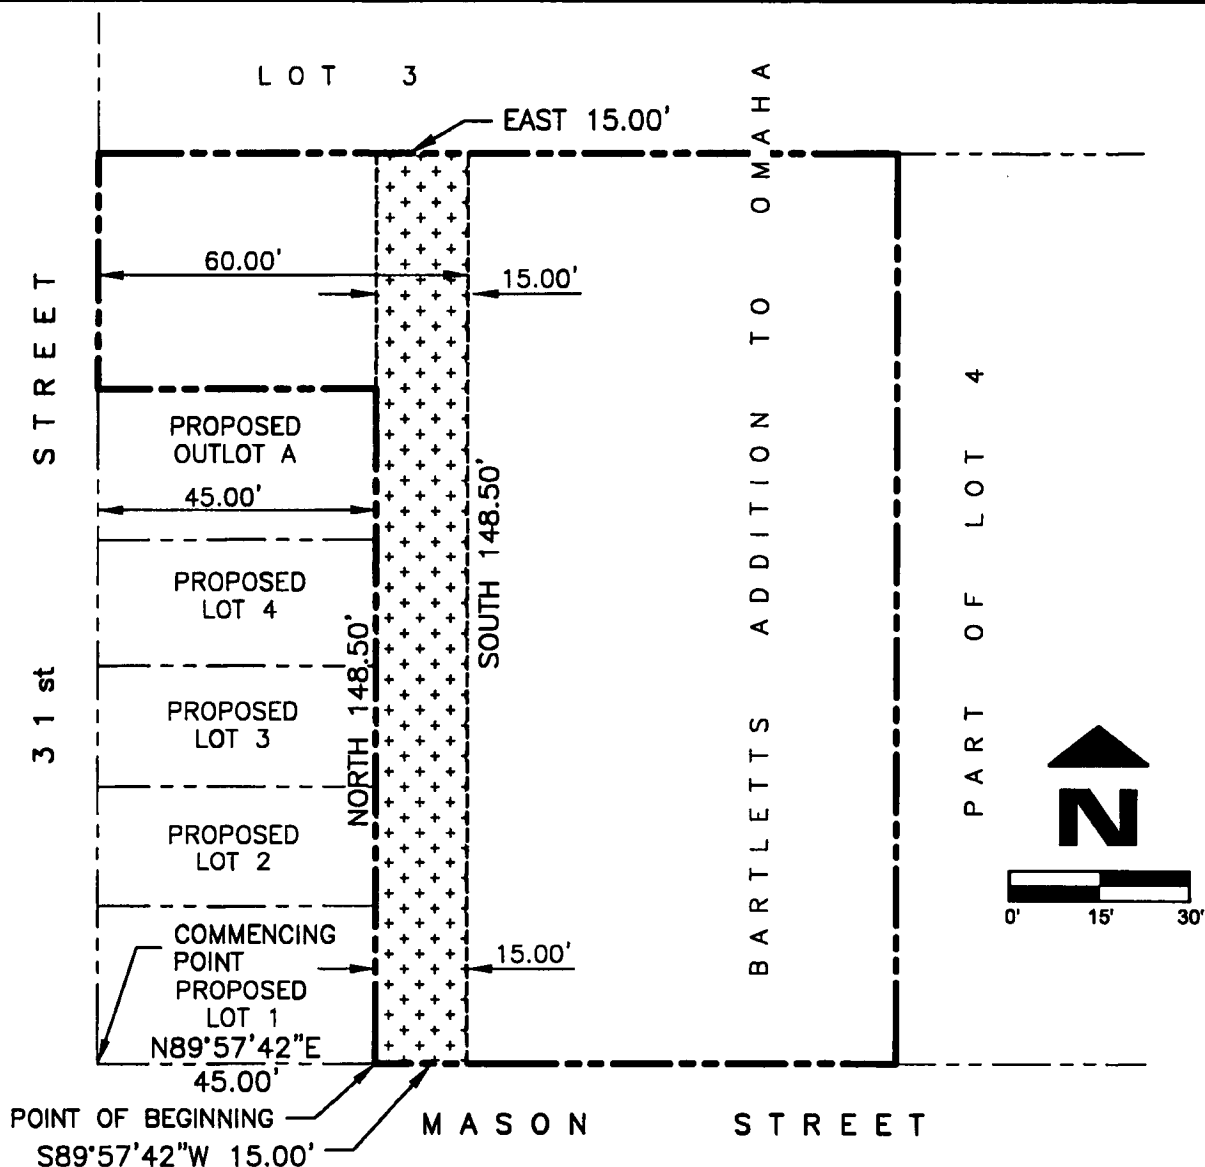 LOT 3
EAST 15.00'
60.00'
15.00'
STREET
31st
PROPOSED
OUTLOT A
45.00'
PROPOSED
LOT 4
PROPOSED
LOT 3
PROPOSED
LOT 2
NORTH 148.50'
SOUTH 148.50'
BARTLETTS ADDITION TO OMAHA
PART OF LOT 4
N
0' 15' 30'
COMMENCING
POINT
15.00'
PROPOSED
LOT 1
N89°57'42"E
45.00'
POINT OF BEGINNING
S89°57'42"W 15.00'
MASON STREET